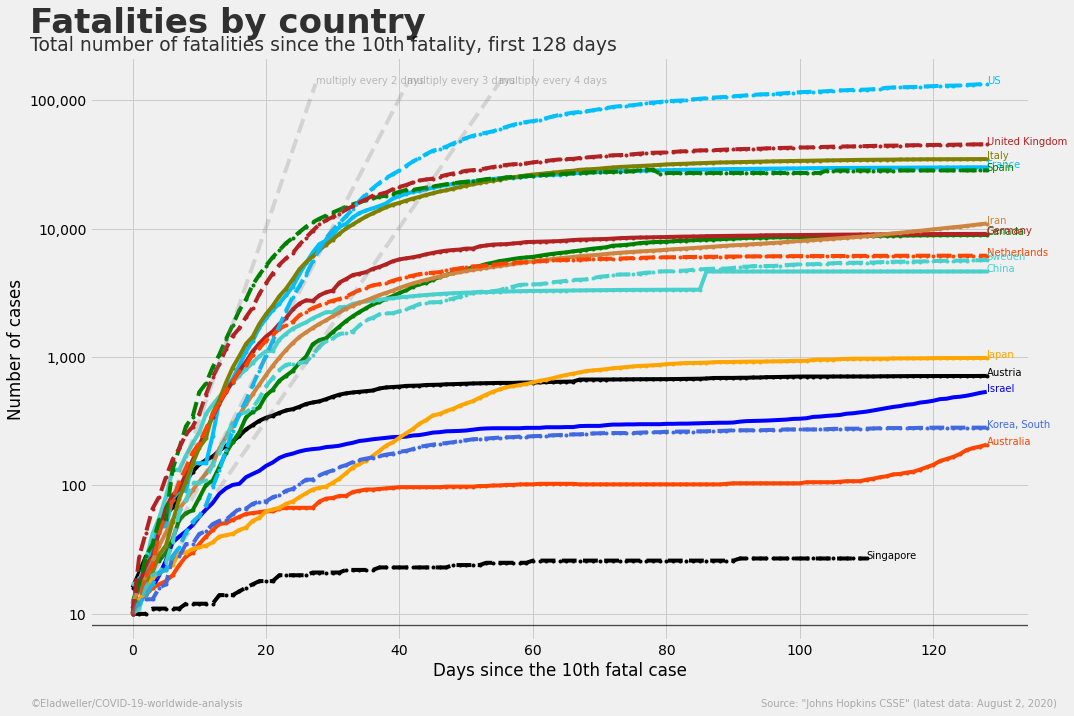 Fatalities by country
Total number of fatalities since the 10th fatality, first 128 days
multiply every 2 days
multiply every 3 days
multiply every 4 days
US
100,000
United Kingdom
Italy
France
Spain
Iran
10,000
Germany
Canada
Netherlands
Sweden
China
Number of cases
1,000
Japan
Austria
Israel
Korea, South
Australia
100
Singapore
10
0
20
40
60
80
100
120
Days since the 10th fatal case
©Eladweller/COVID-19-worldwide-analysis
Source: "Johns Hopkins CSSE" (latest data: August 2, 2020)